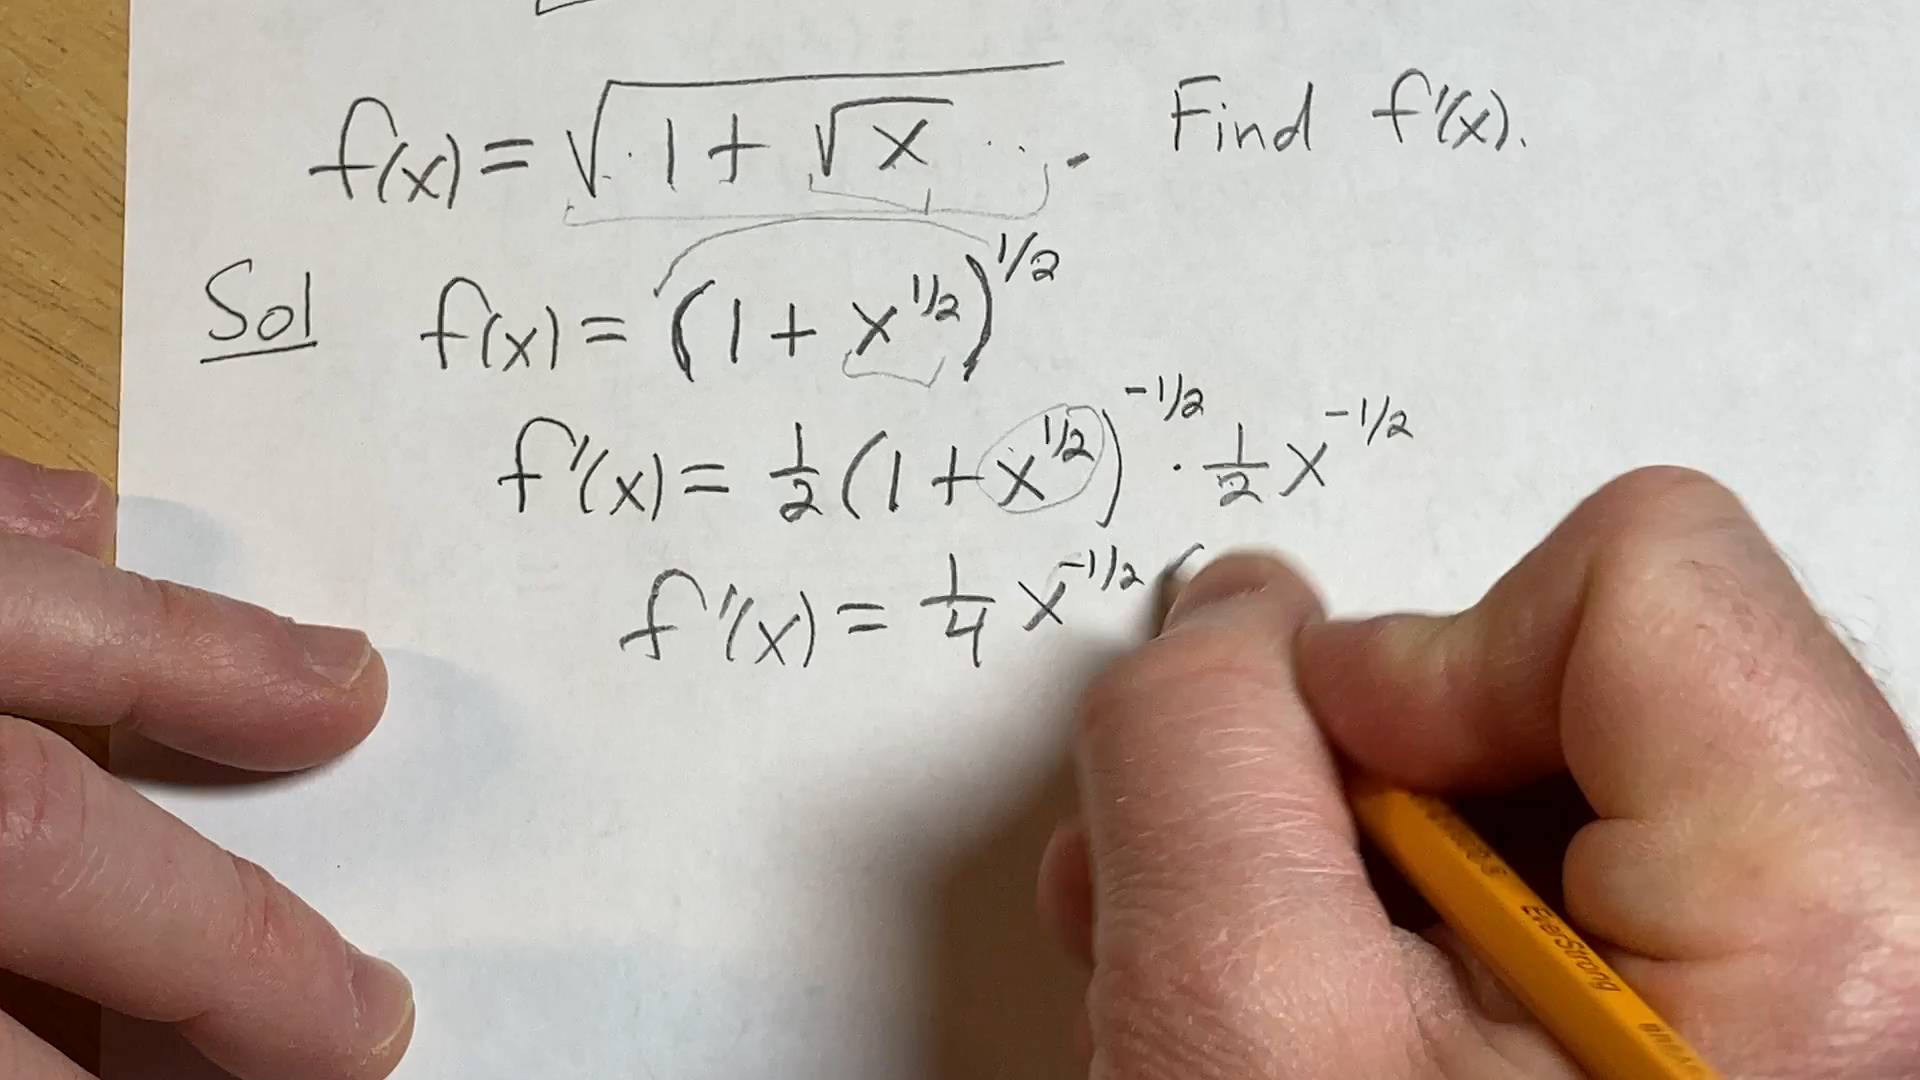 f(x) = √(1 + √x). Find f'(x).
Sol f(x) = (1 + x^1/2)^1/2
f'(x) = 1/2 (1 + x^1/2)^-1/2 · 1/2 x^-1/2
f'(x) = 1/4 x^-1/2 (
EverStrong